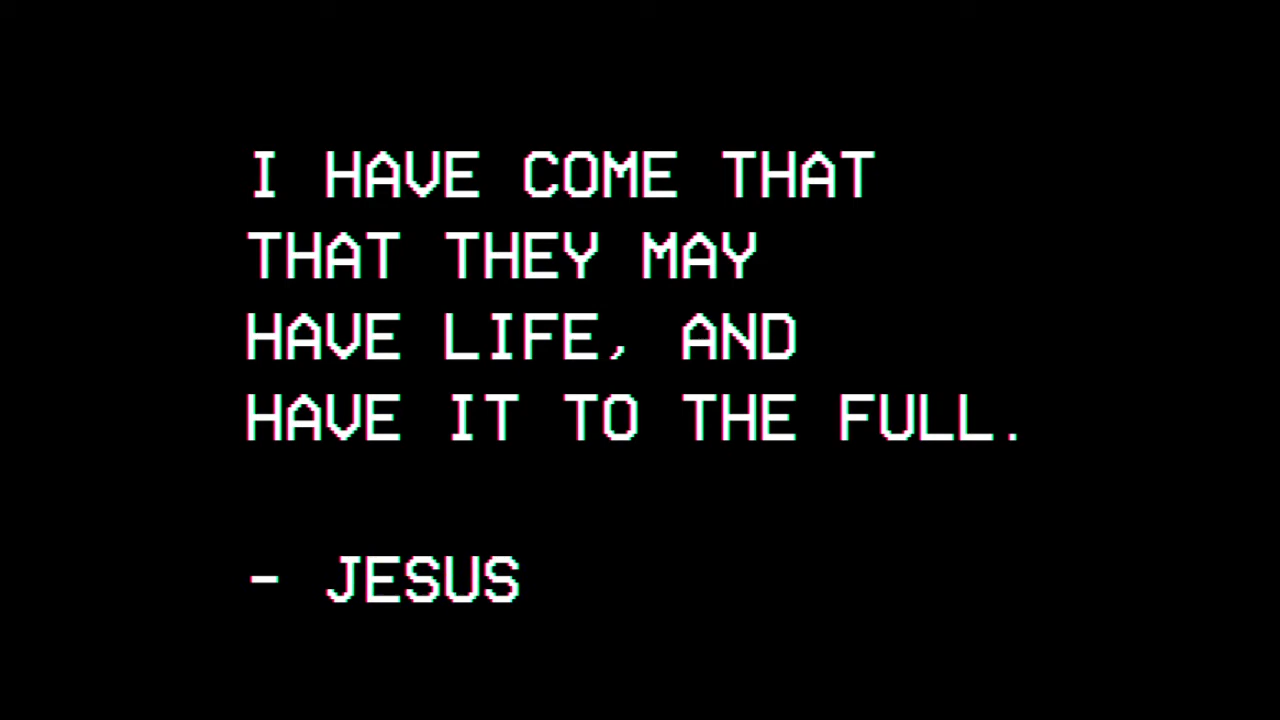 I HAVE COME THAT
THAT THEY MAY
HAVE LIFE, AND
HAVE IT TO THE FULL.
- JESUS